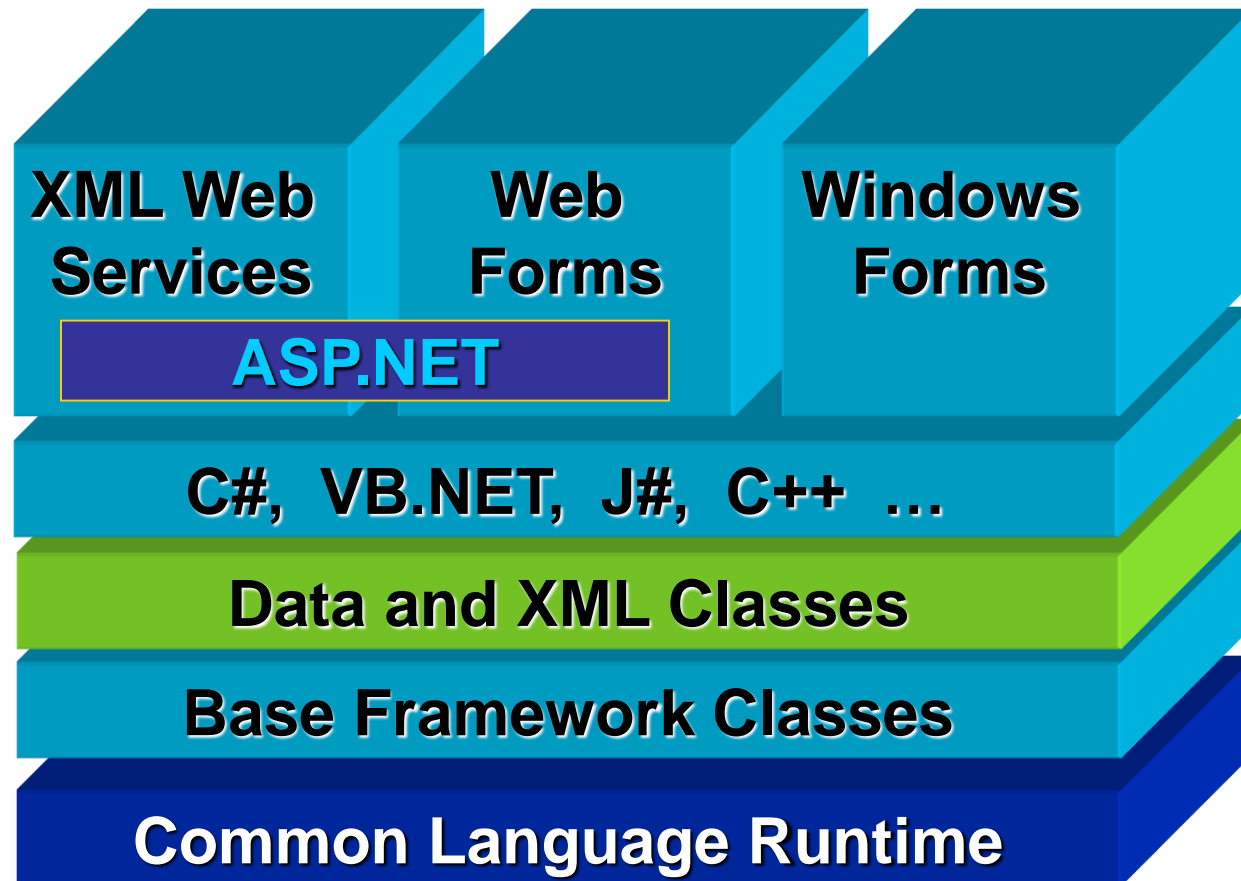 XML Web
Services
Web
Forms
Windows
Forms
ASP.NET
C#, VB.NET, J#, C++ …
Data and XML Classes
Base Framework Classes
Common Language Runtime